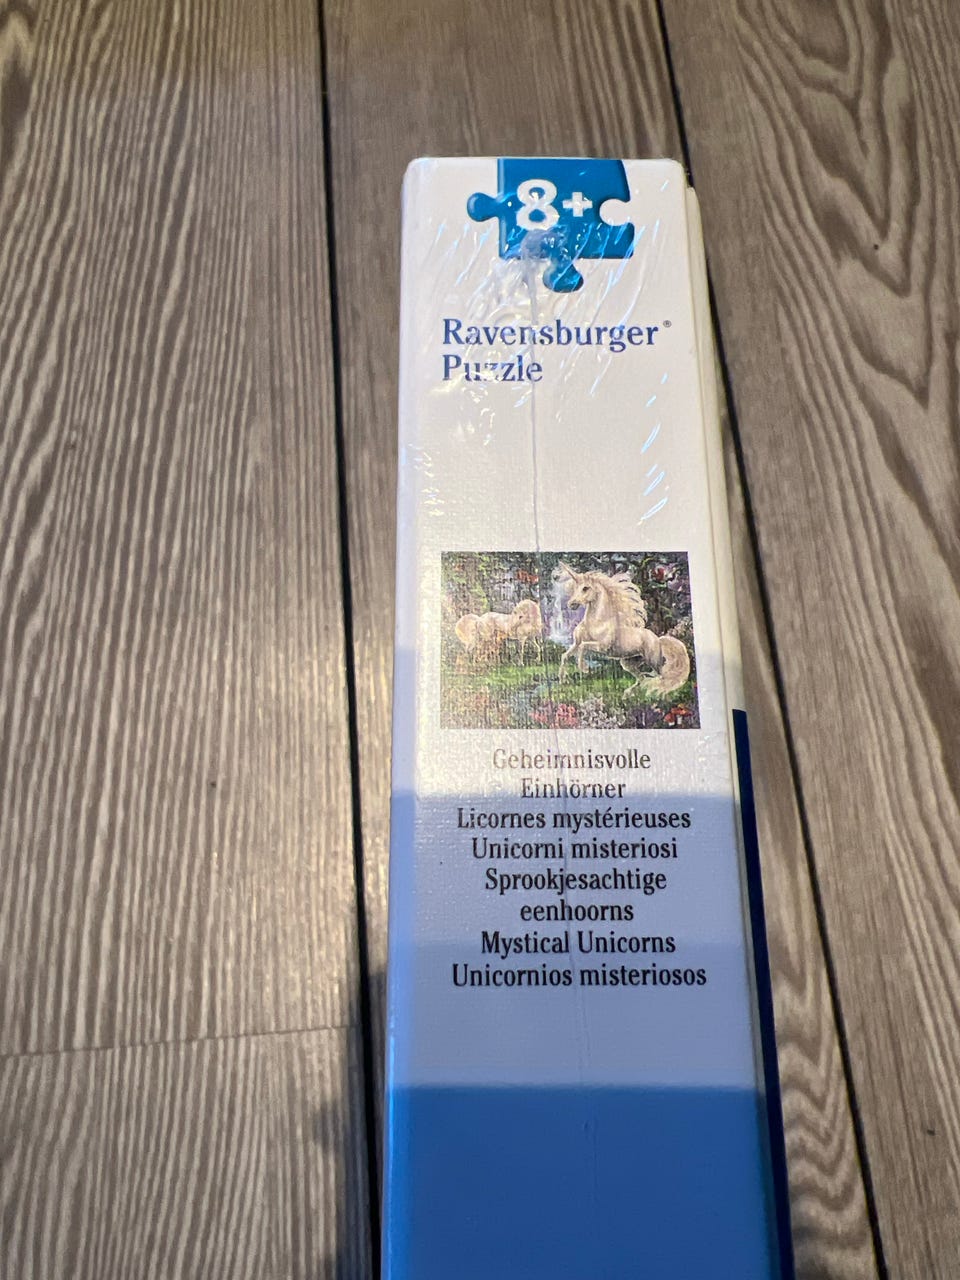 8+
Ravensburger®
Puzzle
Geheimnisvolle
Einhörner
Licornes mystérieuses
Unicorni misteriosi
Sprookjesachtige
eenhoorns
Mystical Unicorns
Unicornios misteriosos